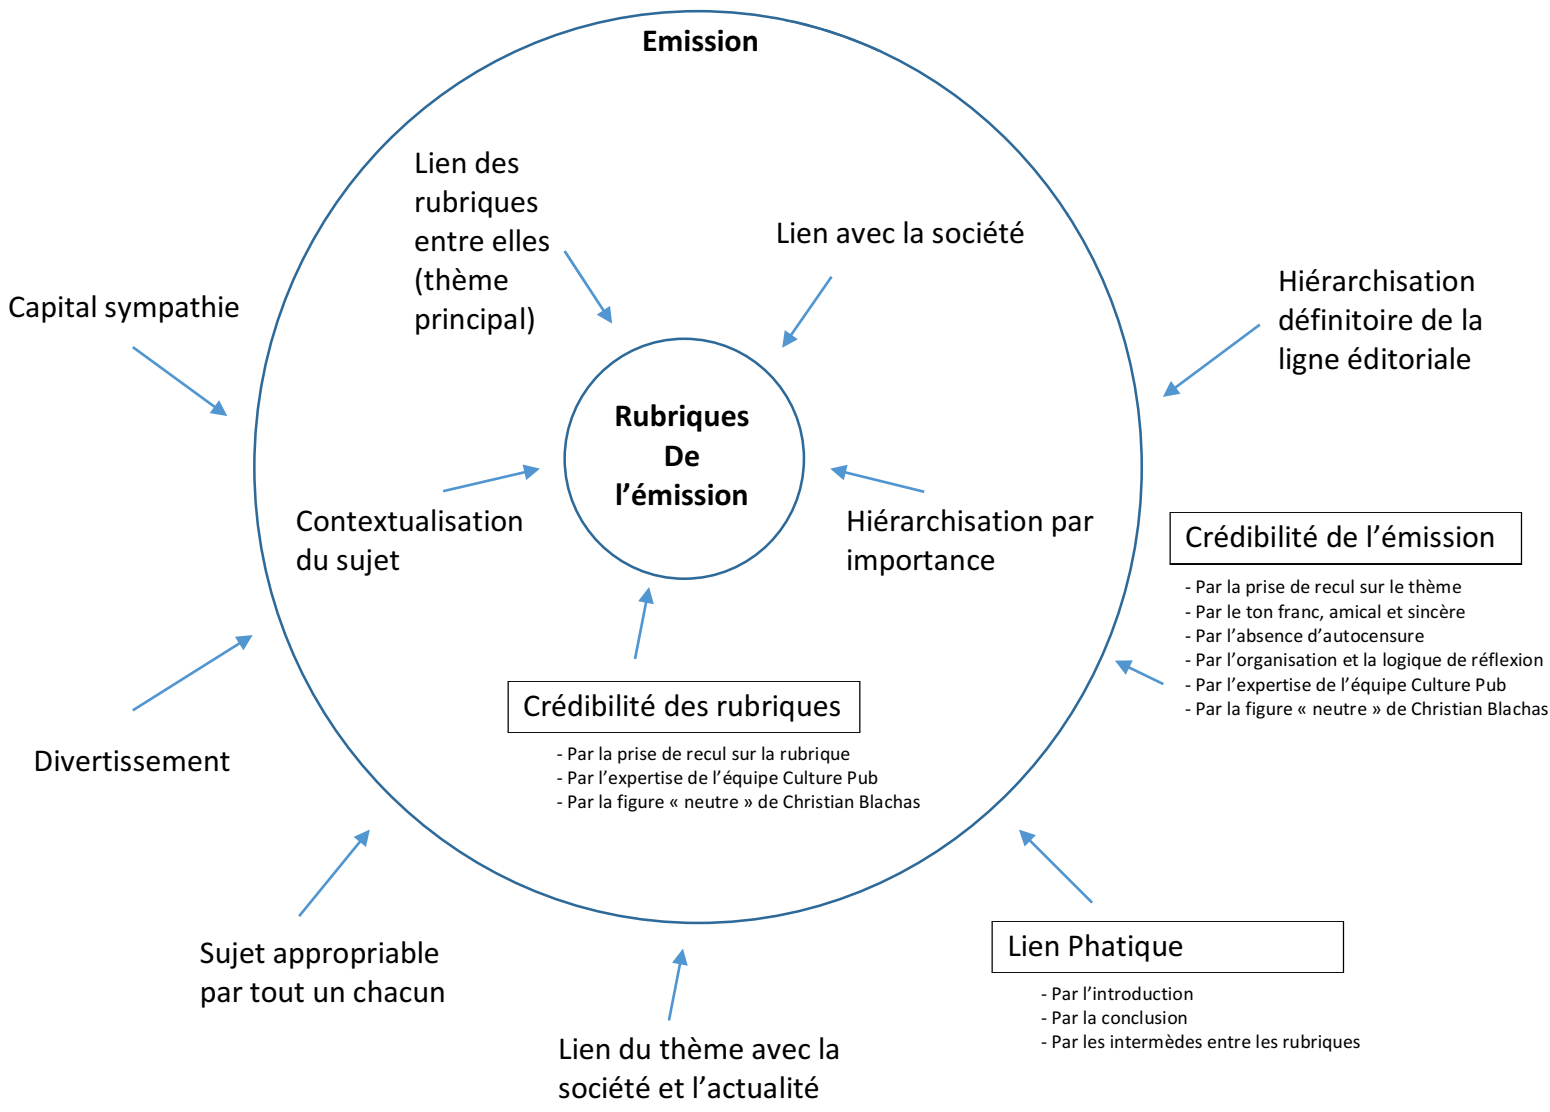 Emission
Lien des
rubriques
entre elles
(thème
principal)
Lien avec la société
Capital sympathie
Hiérarchisation
définitoire de la
ligne éditoriale
Rubriques
De
l’émission
Contextualisation
du sujet
Hiérarchisation par
importance
Crédibilité de l’émission
- Par la prise de recul sur le thème
- Par le ton franc, amical et sincère
- Par l’absence d’autocensure
- Par l’organisation et la logique de réflexion
- Par l’expertise de l’équipe Culture Pub
- Par la figure « neutre » de Christian Blachas
Crédibilité des rubriques
- Par la prise de recul sur la rubrique
- Par l’expertise de l’équipe Culture Pub
- Par la figure « neutre » de Christian Blachas
Divertissement
Sujet appropriable
par tout un chacun
Lien Phatique
- Par l’introduction
- Par la conclusion
- Par les intermèdes entre les rubriques
Lien du thème avec la
société et l’actualité